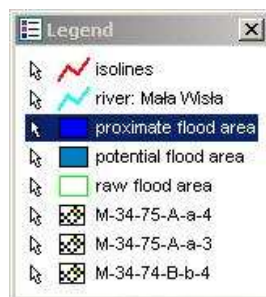 Legend
isolines
river: Mała Wisła
proximate flood area
potential flood area
raw flood area
M-34-75-A-a-4
M-34-75-A-a-3
M-34-74-B-b-4